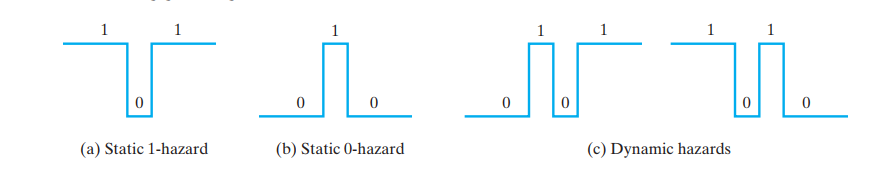 1 1 1 1 1 1 1
0 0 0 0 0 0 0
(a) Static 1-hazard (b) Static 0-hazard (c) Dynamic hazards